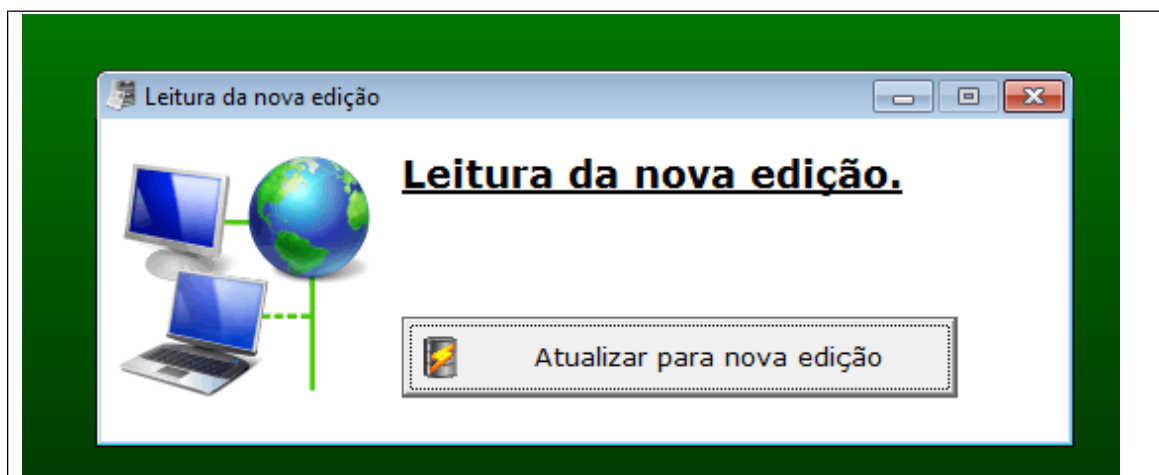 Leitura da nova edição
Leitura da nova edição.
Atualizar para nova edição